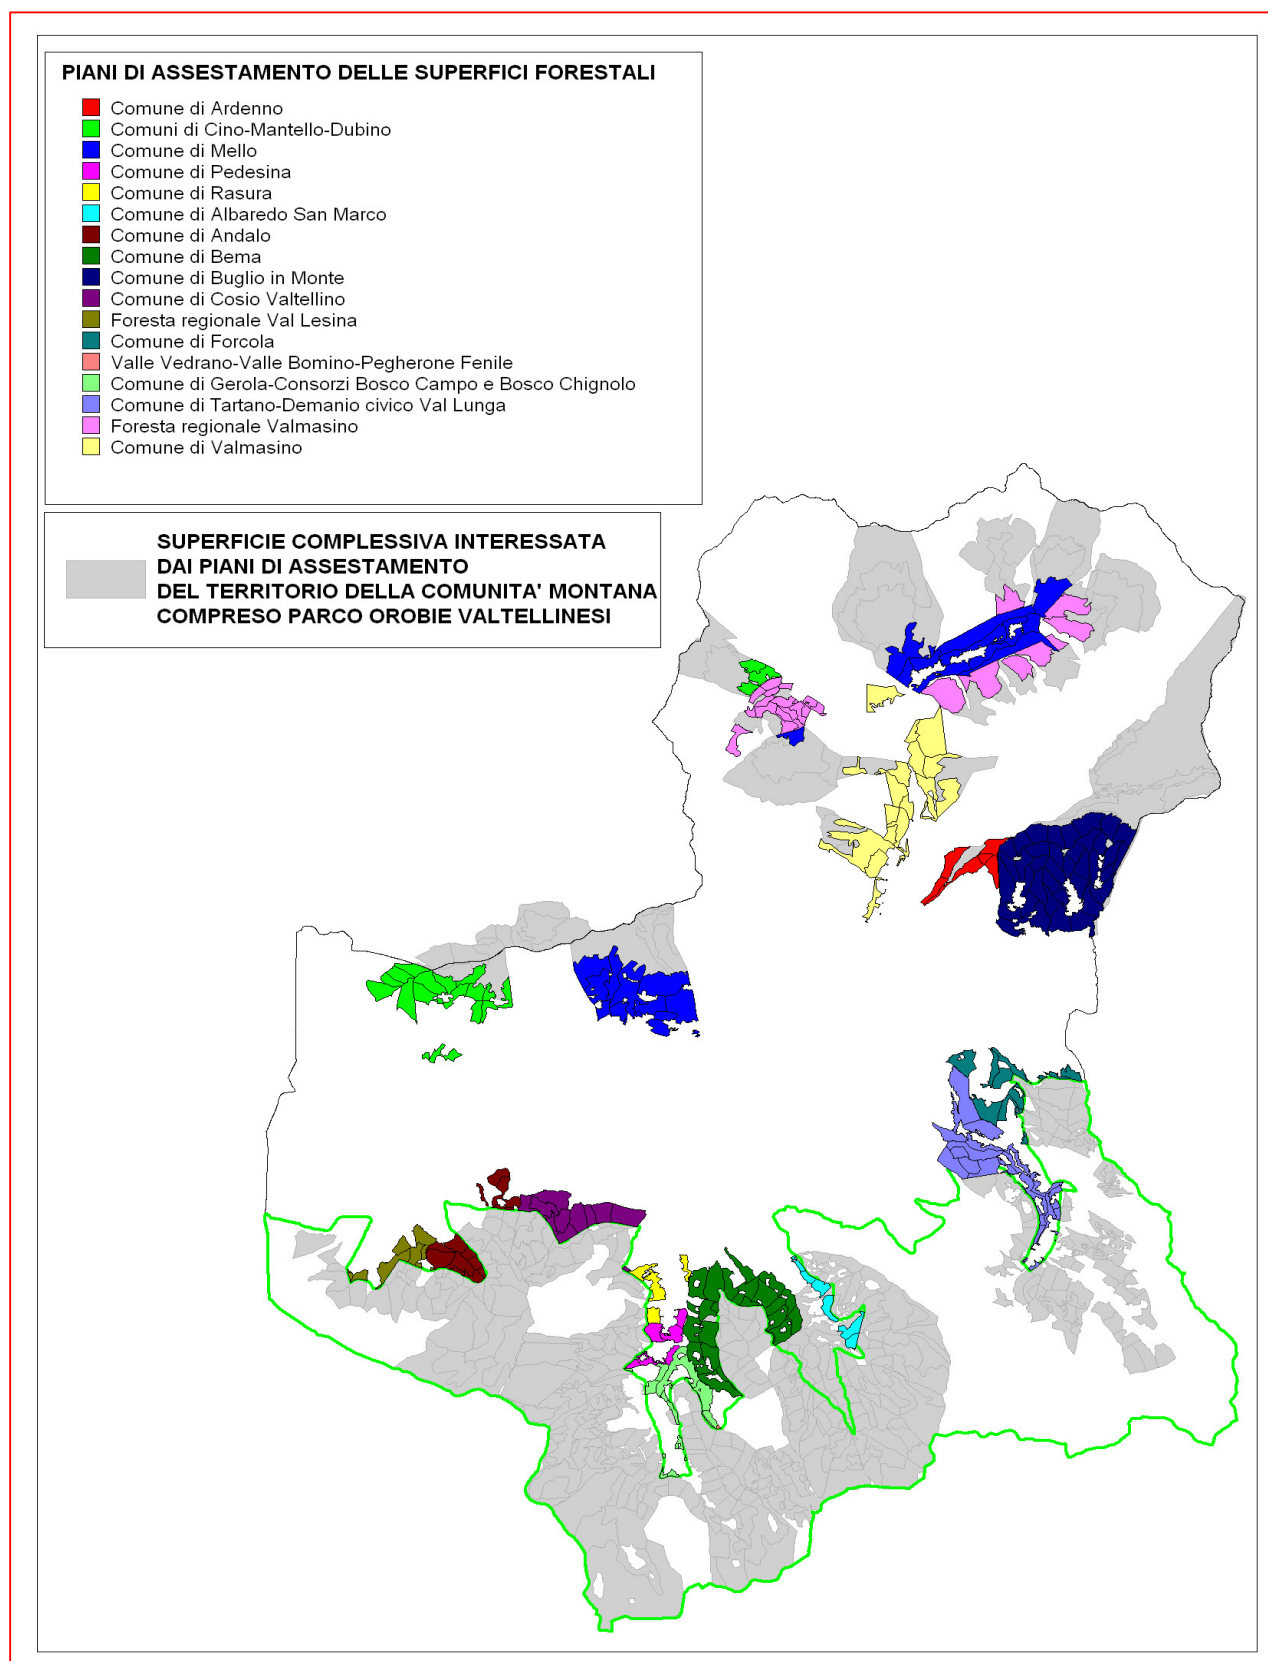 PIANI DI ASSESTAMENTO DELLE SUPERFICI FORESTALI
Comune di Ardenno
Comuni di Cino-Mantello-Dubino
Comune di Mello
Comune di Pedesina
Comune di Rasura
Comune di Albaredo San Marco
Comune di Andalo
Comune di Bema
Comune di Buglio in Monte
Comune di Cosio Valtellino
Foresta regionale Val Lesina
Comune di Forcola
Valle Vedrano-Valle Bomino-Pegherone Fenile
Comune di Gerola-Consorzi Bosco Campo e Bosco Chignolo
Comune di Tartano-Demanio civico Val Lunga
Foresta regionale Valmasino
Comune di Valmasino
SUPERFICIE COMPLESSIVA INTERESSATA
DAI PIANI DI ASSESTAMENTO
DEL TERRITORIO DELLA COMUNITA' MONTANA
COMPRESO PARCO OROBIE VALTELLINESI